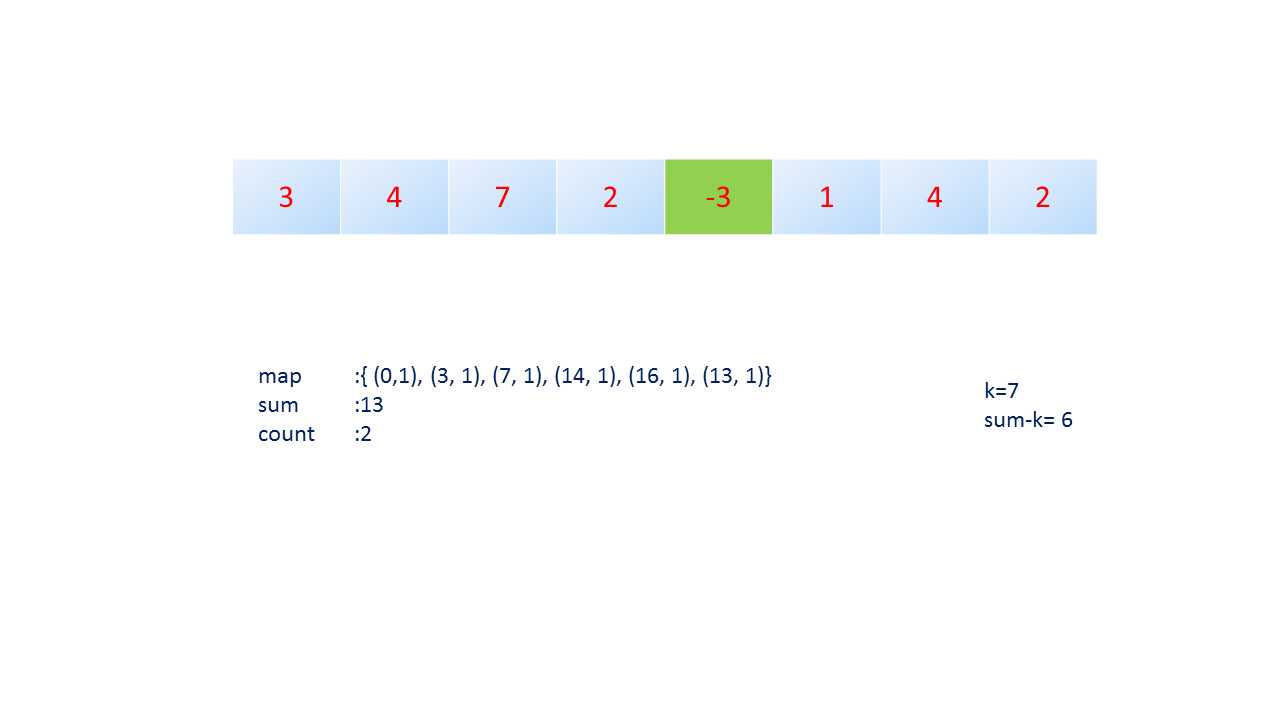 3 4 7 2 -3 1 4 2
map :{ (0,1), (3, 1), (7, 1), (14, 1), (16, 1), (13, 1)}
sum :13
count :2
k=7
sum-k= 6